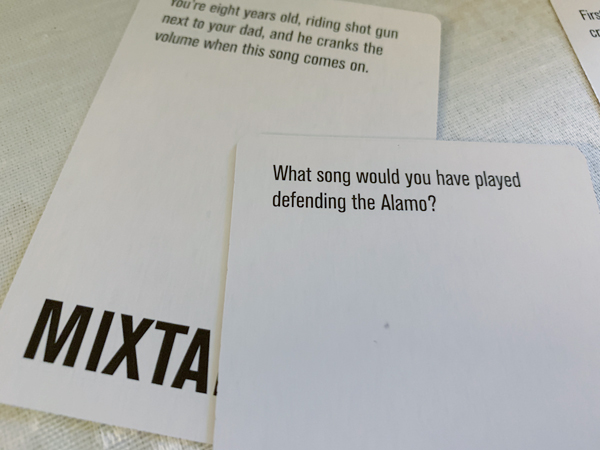 You're eight years old, riding shot gun
next to your dad, and he cranks the
volume when this song comes on.
MIXTA
What song would you have played
defending the Alamo?
Firs
c